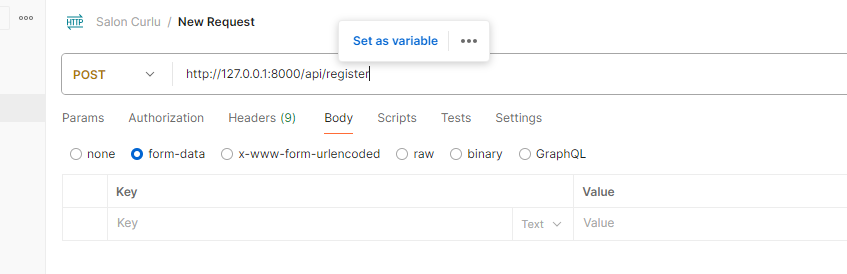 HTTP Salon Curlu / New Request
Set as variable
POST http://127.0.0.1:8000/api/register
Params Authorization Headers (9) Body Scripts Tests Settings
none form-data x-www-form-urlencoded raw binary GraphQL
Key Value
Key Text Value